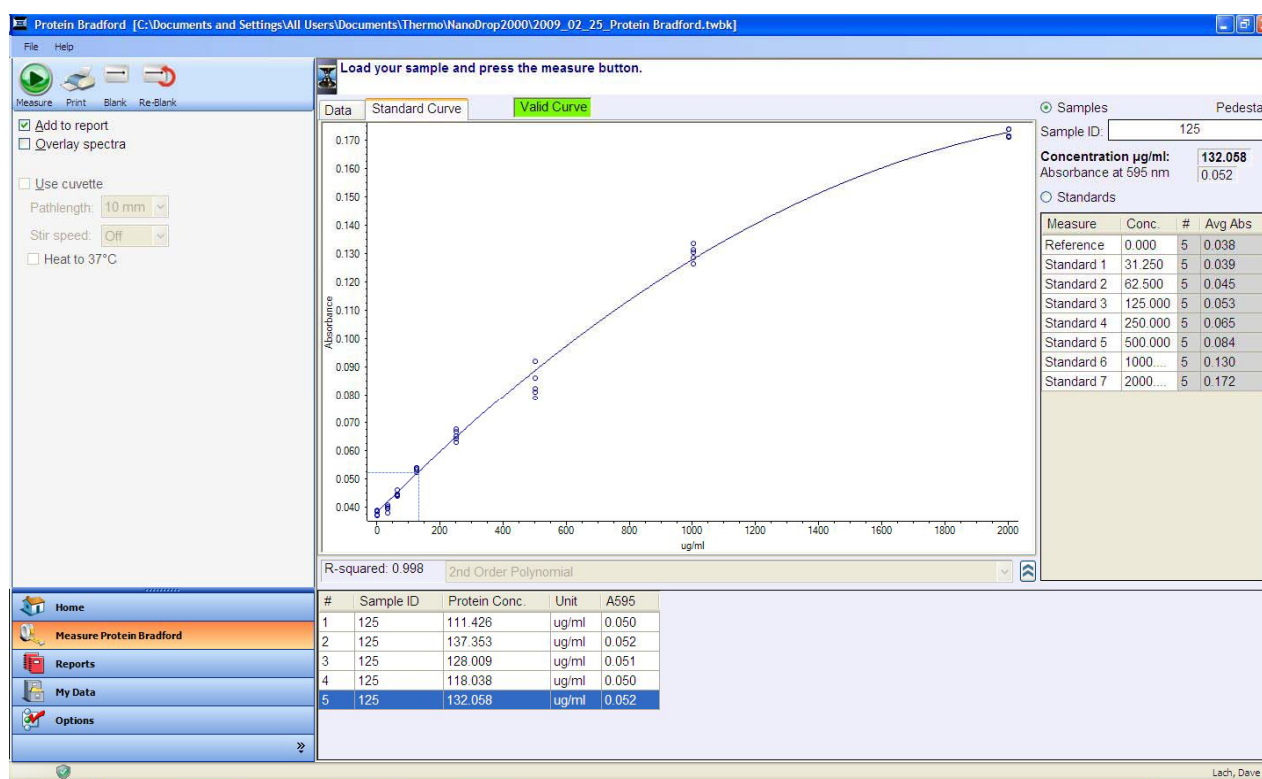 Protein Bradford [C:\Documents and Settings\All Users\Documents\Thermo\NanoDrop2000\2009_02_25_Protein Bradford.twbk]
File Help
Measure Print Blank Re-Blank
Add to report
Overlay spectra
Use cuvette
Pathlength: 10 mm
Stir speed: Off
Heat to 37°C
Load your sample and press the measure button.
Data Standard Curve Valid Curve
0.170
0.160
0.150
0.140
0.130
0.120
0.110
0.100
0.090
0.080
0.070
0.060
0.050
0.040
Absorbance
0 200 400 600 800 1000 1200 1400 1600 1800 2000
ug/ml
R-squared: 0.998 2nd Order Polynomial
Samples Pedesta
Sample ID: 125
Concentration µg/ml: 132.058
Absorbance at 595 nm 0.052
Standards
Measure Conc. # Avg Abs
Reference 0.000 5 0.038
Standard 1 31.250 5 0.039
Standard 2 62.500 5 0.045
Standard 3 125.000 5 0.053
Standard 4 250.000 5 0.065
Standard 5 500.000 5 0.084
Standard 6 1000.... 5 0.130
Standard 7 2000.... 5 0.172
Home
Measure Protein Bradford
Reports
My Data
Options
# Sample ID Protein Conc. Unit A595
1 125 111.426 ug/ml 0.050
2 125 137.353 ug/ml 0.052
3 125 128.009 ug/ml 0.051
4 125 118.038 ug/ml 0.050
5 125 132.058 ug/ml 0.052
Lach, Dave